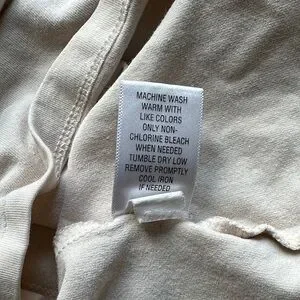 MACHINE WASH
WARM WITH
LIKE COLORS
ONLY NON-
CHLORINE BLEACH
WHEN NEEDED
TUMBLE DRY LOW
REMOVE PROMPTLY
COOL IRON
IF NEEDED